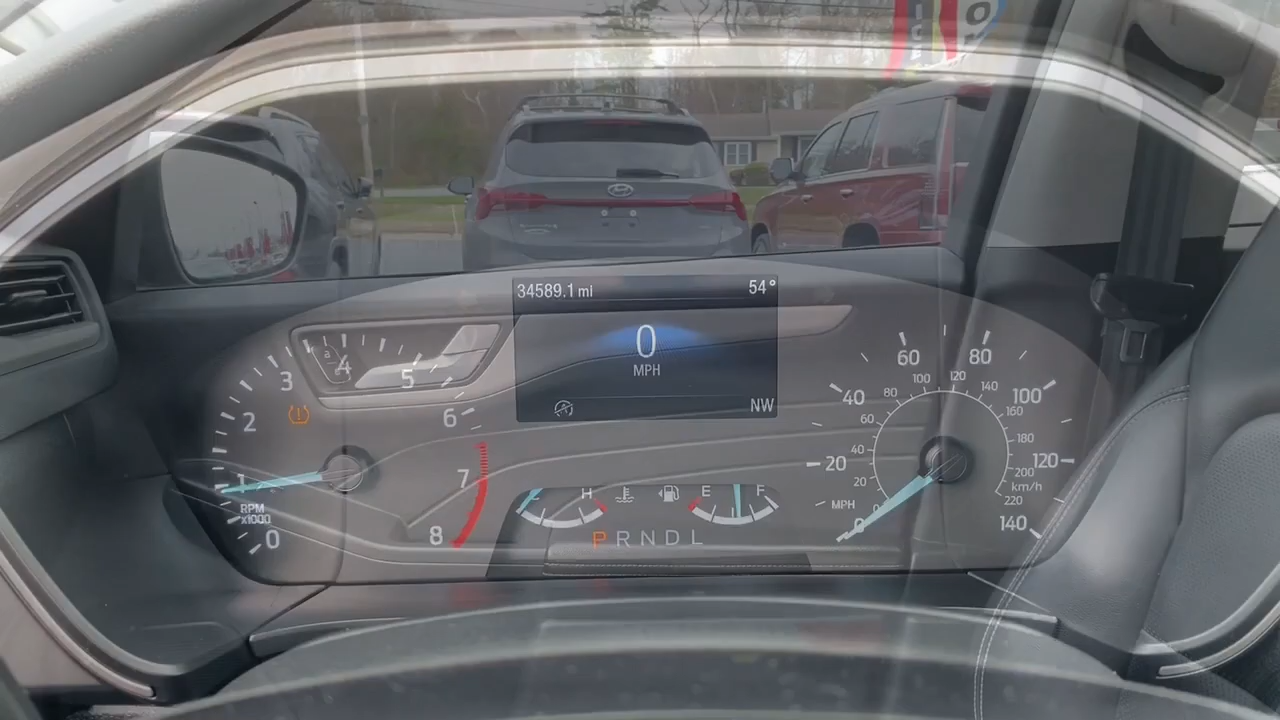 34589.1 mi 54°
0
MPH
NW
0 1 2 3 4 5 6 7 8
RPM
x1000
H
E F
P R N D L
0 20 40 60 80 100 120 140
MPH
0 20 40 60 80 100 120 140 160 180 200 220
km/h